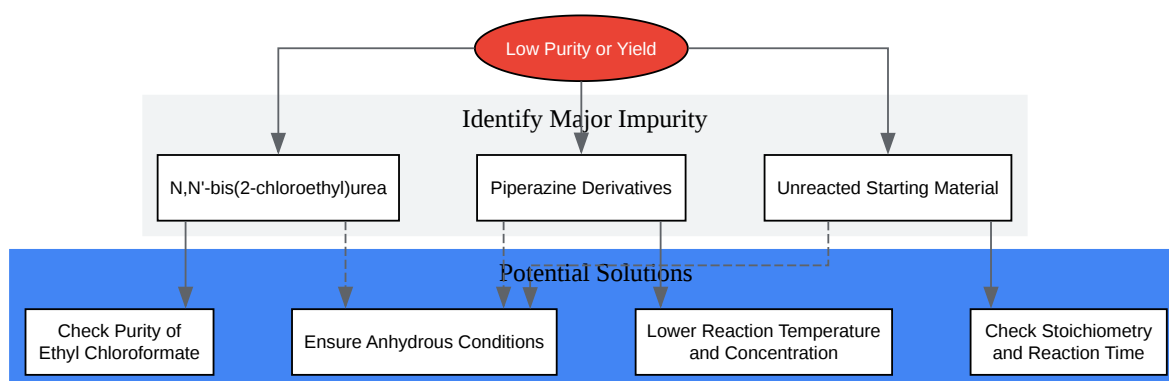 Low Purity or Yield
Identify Major Impurity
N,N'-bis(2-chloroethyl)urea
Piperazine Derivatives
Unreacted Starting Material
Potential Solutions
Check Purity of
Ethyl Chloroformate
Ensure Anhydrous Conditions
Lower Reaction Temperature
and Concentration
Check Stoichiometry
and Reaction Time